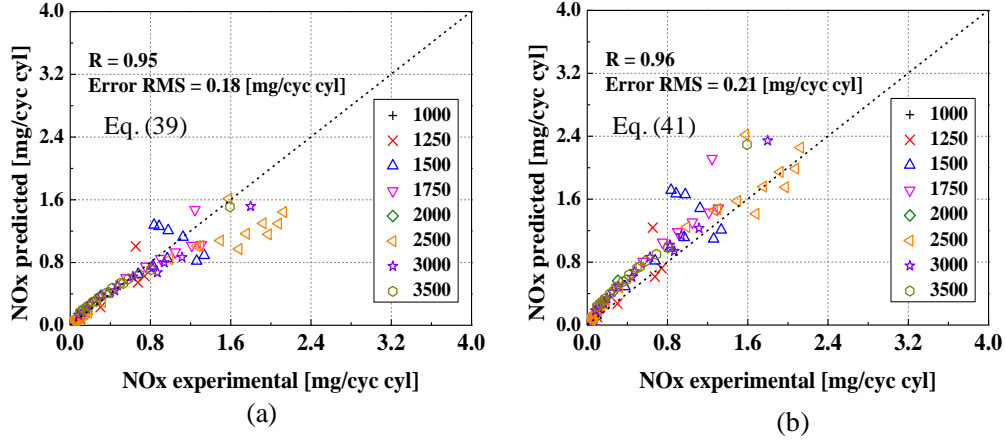 NOx predicted [mg/cyc cyl]
4.0
3.2
2.4
1.6
0.8
0.0
R = 0.95
Error RMS = 0.18 [mg/cyc cyl]
Eq. (39)
1000
1250
1500
1750
2000
2500
3000
3500
0.0 0.8 1.6 2.4 3.2 4.0
NOx experimental [mg/cyc cyl]
(a)
NOx predicted [mg/cyc cyl]
4.0
3.2
2.4
1.6
0.8
0.0
R = 0.96
Error RMS = 0.21 [mg/cyc cyl]
Eq. (41)
1000
1250
1500
1750
2000
2500
3000
3500
0.0 0.8 1.6 2.4 3.2 4.0
NOx experimental [mg/cyc cyl]
(b)